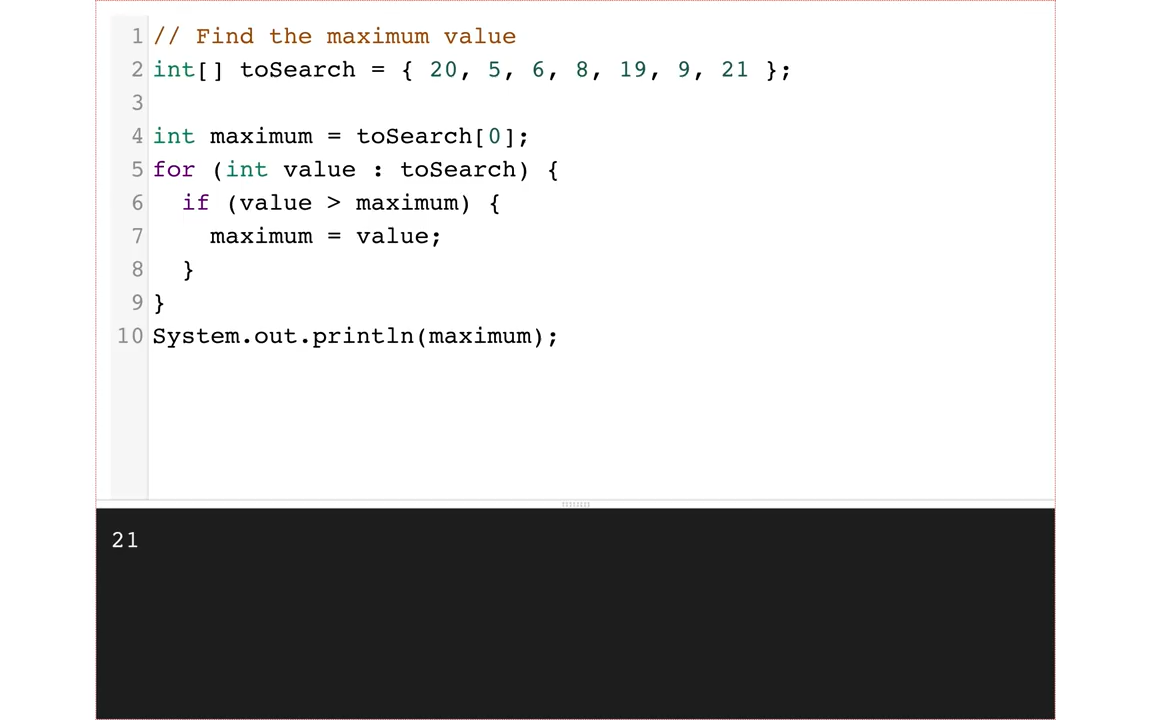 1 // Find the maximum value
2 int[] toSearch = { 20, 5, 6, 8, 19, 9, 21 };
3
4 int maximum = toSearch[0];
5 for (int value : toSearch) {
6   if (value > maximum) {
7     maximum = value;
8   }
9 }
10 System.out.println(maximum);
21